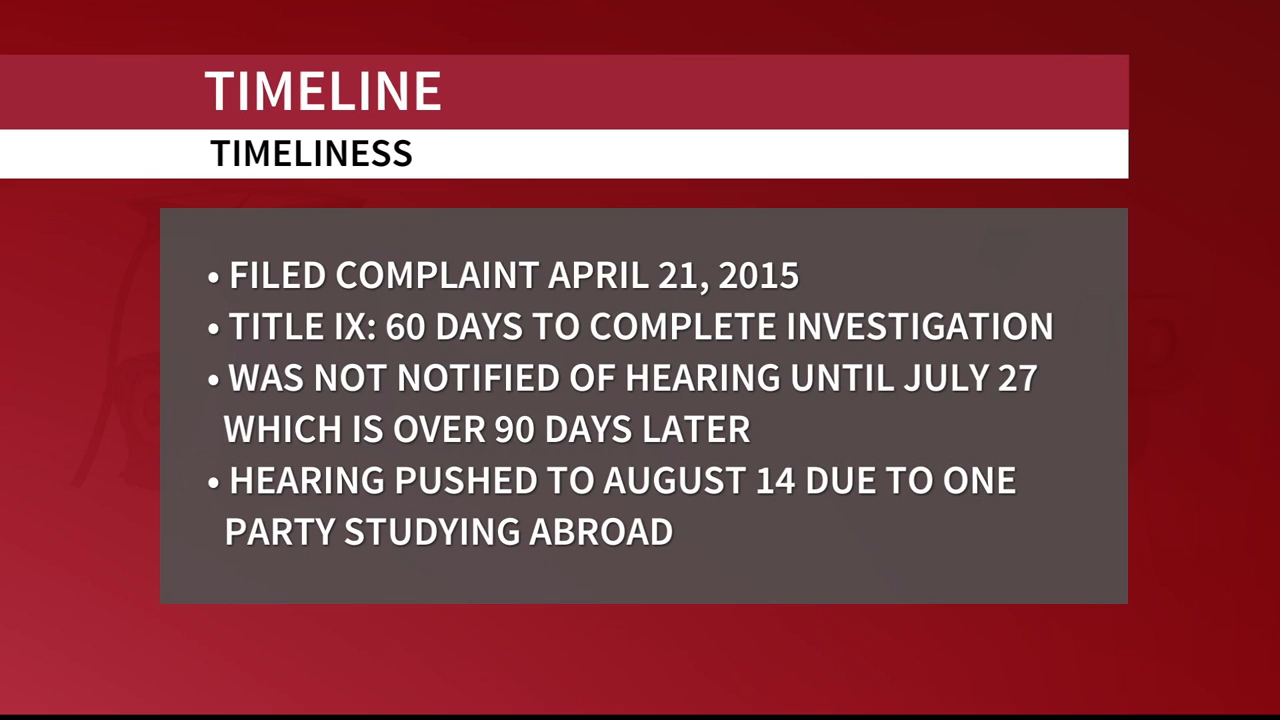 TIMELINE
TIMELINESS
• FILED COMPLAINT APRIL 21, 2015
• TITLE IX: 60 DAYS TO COMPLETE INVESTIGATION
• WAS NOT NOTIFIED OF HEARING UNTIL JULY 27
WHICH IS OVER 90 DAYS LATER
• HEARING PUSHED TO AUGUST 14 DUE TO ONE
PARTY STUDYING ABROAD